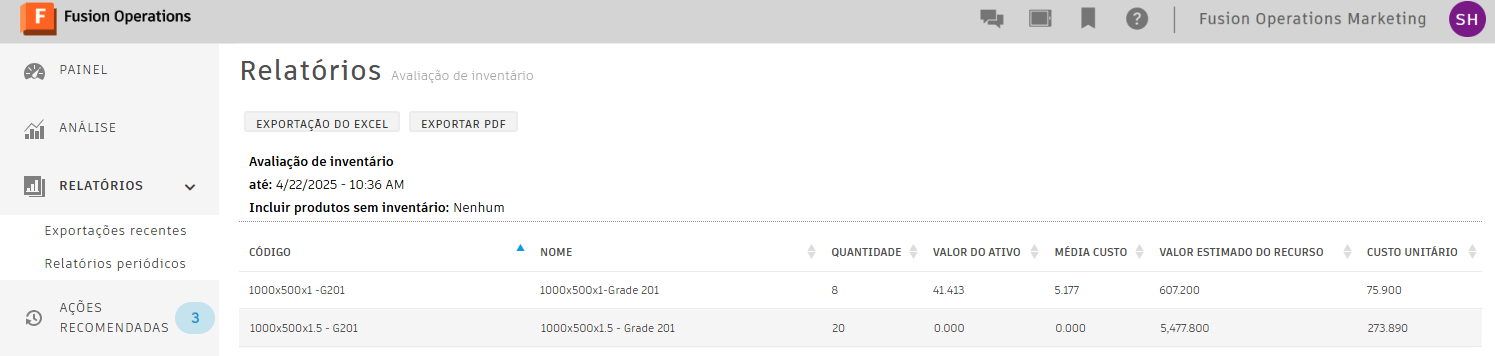 F
Fusion Operations
?
Fusion Operations Marketing
SH
PAINEL
ANÁLISE
RELATÓRIOS
Exportações recentes
Relatórios periódicos
AÇÕES
RECOMENDADAS
3
Relatórios Avaliação de inventário
EXPORTAÇÃO DO EXCEL EXPORTAR PDF
Avaliação de inventário
até: 4/22/2025 - 10:36 AM
Incluir produtos sem inventário: Nenhum
CÓDIGO NOME QUANTIDADE VALOR DO ATIVO MÉDIA CUSTO VALOR ESTIMADO DO RECURSO CUSTO UNITÁRIO
1000x500x1 -G201 1000x500x1-Grade 201 8 41.413 5.177 607.200 75.900
1000x500x1.5 - G201 1000x500x1.5 - Grade 201 20 0.000 0.000 5,477.800 273.890